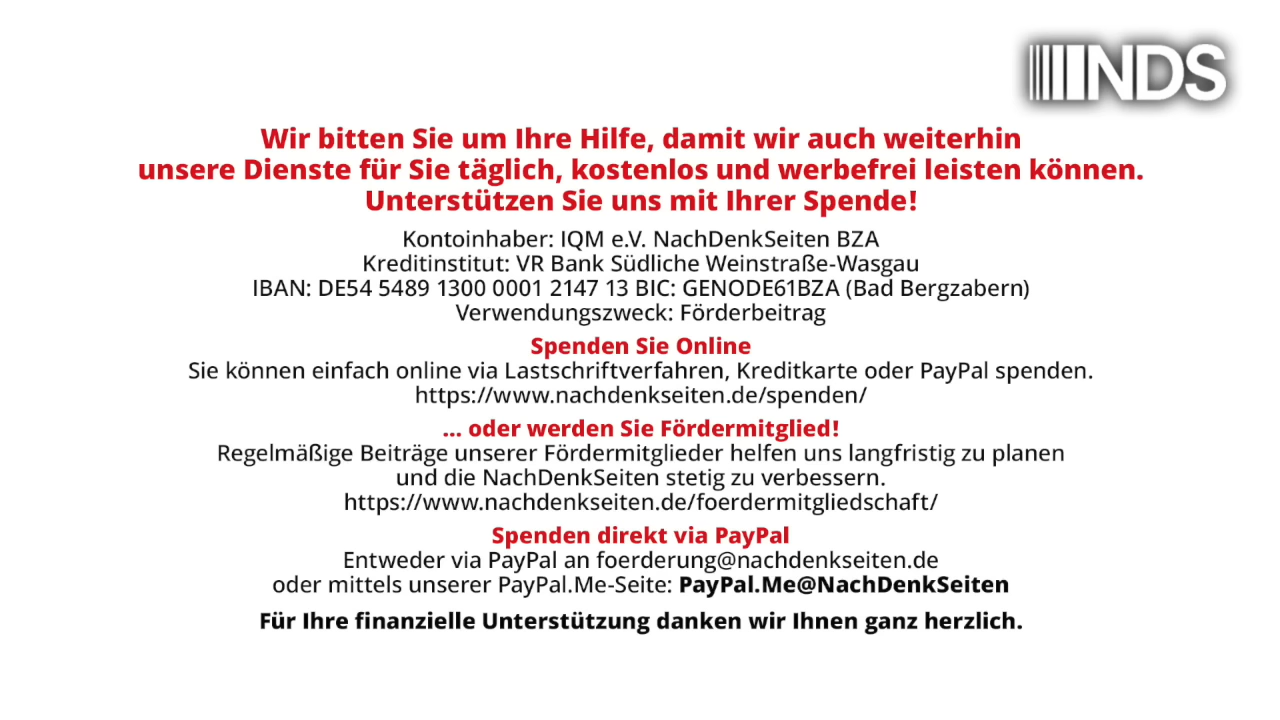 NDS
Wir bitten Sie um Ihre Hilfe, damit wir auch weiterhin
unsere Dienste für Sie täglich, kostenlos und werbefrei leisten können.
Unterstützen Sie uns mit Ihrer Spende!
Kontoinhaber: IQM e.V. NachDenkSeiten BZA
Kreditinstitut: VR Bank Südliche Weinstraße-Wasgau
IBAN: DE54 5489 1300 0001 2147 13 BIC: GENODE61BZA (Bad Bergzabern)
Verwendungszweck: Förderbeitrag
Spenden Sie Online
Sie können einfach online via Lastschriftverfahren, Kreditkarte oder PayPal spenden.
https://www.nachdenkseiten.de/spenden/
... oder werden Sie Fördermitglied!
Regelmäßige Beiträge unserer Fördermitglieder helfen uns langfristig zu planen
und die NachDenkSeiten stetig zu verbessern.
https://www.nachdenkseiten.de/foerdermitgliedschaft/
Spenden direkt via PayPal
Entweder via PayPal an foerderung@nachdenkseiten.de
oder mittels unserer PayPal.Me-Seite: PayPal.Me@NachDenkSeiten
Für Ihre finanzielle Unterstützung danken wir Ihnen ganz herzlich.